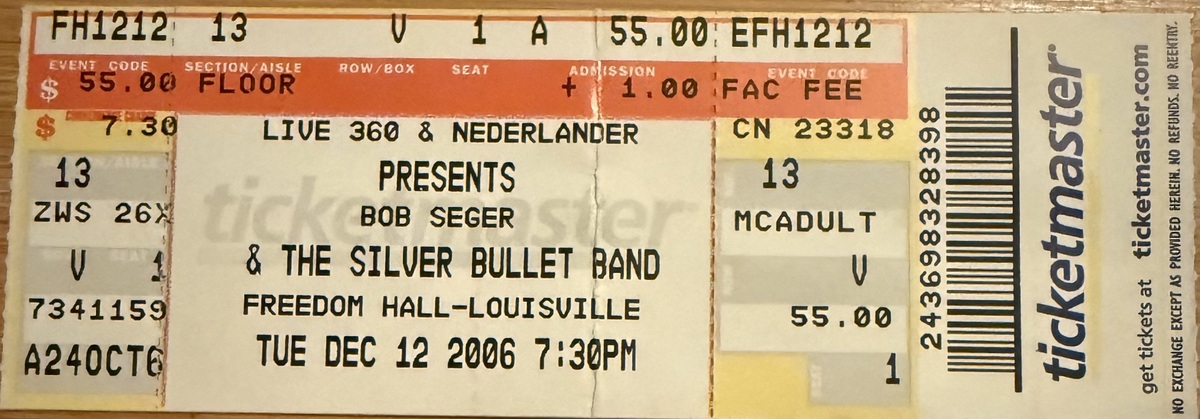 FH1212 13 V 1 A 55.00 EFH1212
EVENT CODE SECTION/AISLE ROW/BOX SEAT ADMISSION EVENT CODE
$ 55.00 FLOOR + 1.00 FAC FEE
$ 7.30
13
ZWS 26X
V 1
7341159
A24OCT6
ticketmaster
LIVE 360 & NEDERLANDER
PRESENTS
BOB SEGER
& THE SILVER BULLET BAND
FREEDOM HALL-LOUISVILLE
TUE DEC 12 2006 7:30PM
CN 23318
13
MCADULT
V
55.00
1
243698328398
ticketmaster
get tickets at ticketmaster.com
NO EXCHANGE EXCEPT AS PROVIDED HEREIN. NO REFUNDS. NO REENTRY.